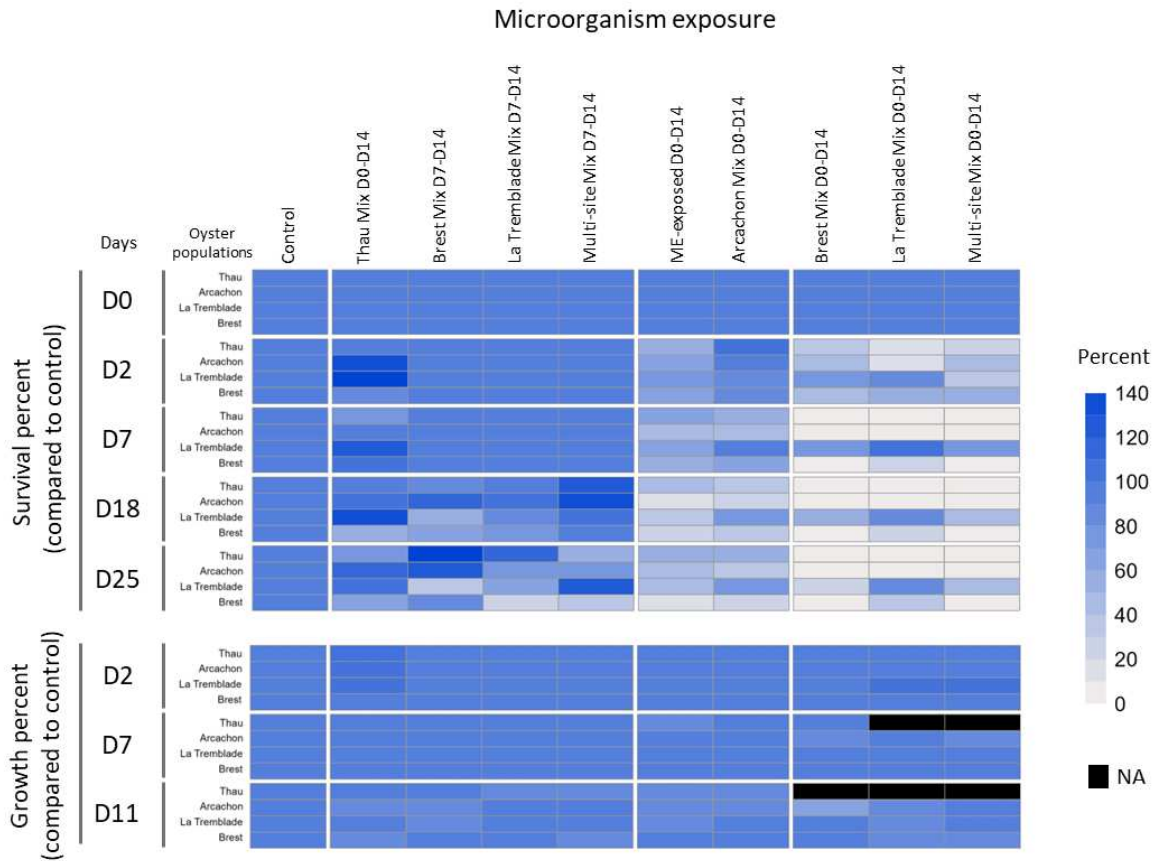 Microorganism exposure
Control
Thau Mix D0-D14
Brest Mix D7-D14
La Tremblade Mix D7-D14
Multi-site Mix D7-D14
ME-exposed D0-D14
Arcachon Mix D0-D14
Brest Mix D0-D14
La Tremblade Mix D0-D14
Multi-site Mix D0-D14
Days
Oyster
populations
Survival percent
(compared to control)
D0
Thau
Arcachon
La Tremblade
Brest
D2
Thau
Arcachon
La Tremblade
Brest
D7
Thau
Arcachon
La Tremblade
Brest
D18
Thau
Arcachon
La Tremblade
Brest
D25
Thau
Arcachon
La Tremblade
Brest
Growth percent
(compared to control)
D2
Thau
Arcachon
La Tremblade
Brest
D7
Thau
Arcachon
La Tremblade
Brest
D11
Thau
Arcachon
La Tremblade
Brest
Percent
140
120
100
80
60
40
20
0
NA